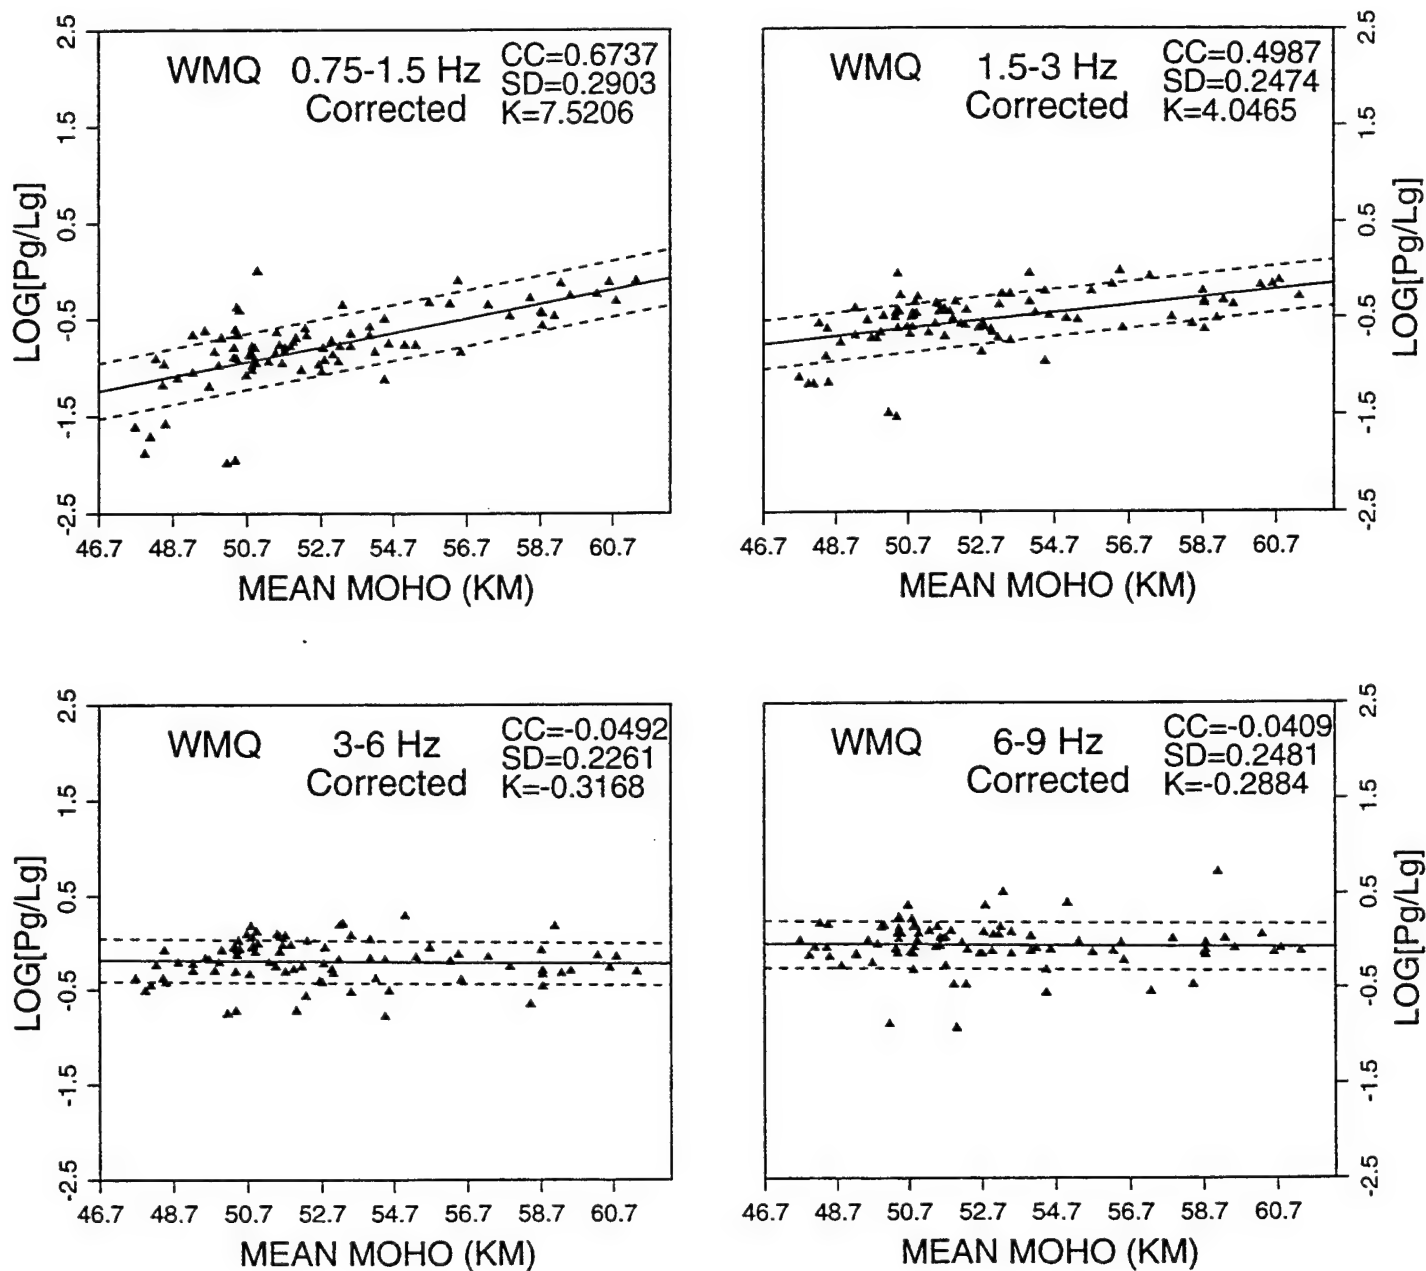 WMQ 0.75-1.5 Hz
Corrected
CC=0.6737
SD=0.2903
K=7.5206
LOG[Pg/Lg]
2.5
1.5
0.5
-0.5
-1.5
-2.5
46.7 48.7 50.7 52.7 54.7 56.7 58.7 60.7
MEAN MOHO (KM)
WMQ 1.5-3 Hz
Corrected
CC=0.4987
SD=0.2474
K=4.0465
LOG[Pg/Lg]
2.5
1.5
0.5
-0.5
-1.5
-2.5
46.7 48.7 50.7 52.7 54.7 56.7 58.7 60.7
MEAN MOHO (KM)
WMQ 3-6 Hz
Corrected
CC=-0.0492
SD=0.2261
K=-0.3168
LOG[Pg/Lg]
2.5
1.5
0.5
-0.5
-1.5
-2.5
46.7 48.7 50.7 52.7 54.7 56.7 58.7 60.7
MEAN MOHO (KM)
WMQ 6-9 Hz
Corrected
CC=-0.0409
SD=0.2481
K=-0.2884
LOG[Pg/Lg]
2.5
1.5
0.5
-0.5
-1.5
-2.5
46.7 48.7 50.7 52.7 54.7 56.7 58.7 60.7
MEAN MOHO (KM)